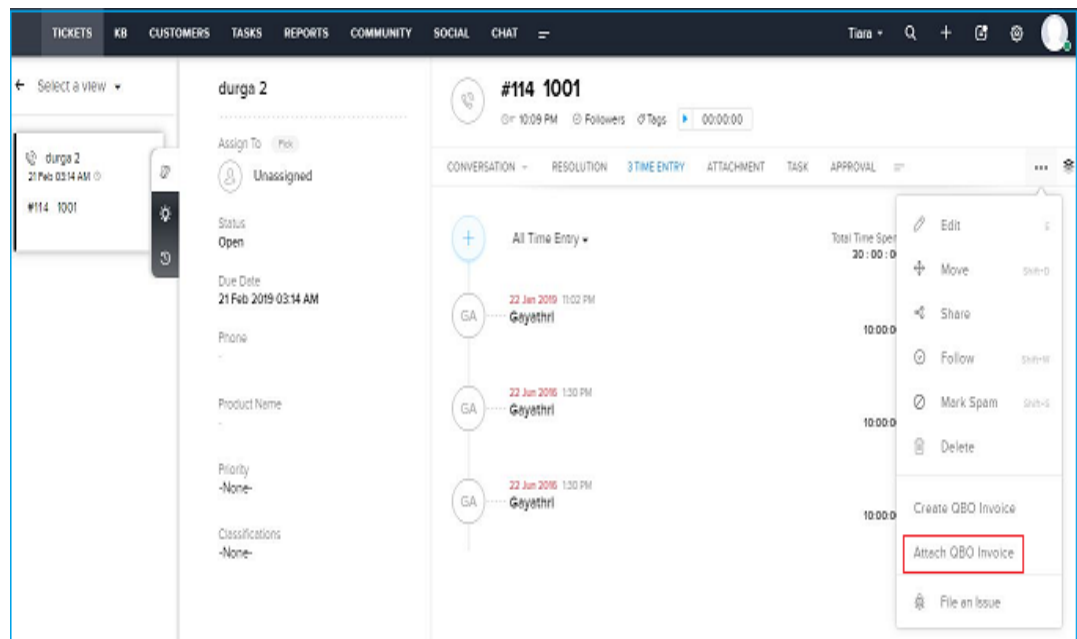 TICKETS KB CUSTOMERS TASKS REPORTS COMMUNITY SOCIAL CHAT Tiara
Select a view
durga 2
21 Feb 03:14 AM
#114 1001
durga 2
Assign To Pick
Unassigned
Status
Open
Due Date
21 Feb 2019 03:14 AM
Phone
-
Product Name
-
Priority
-None-
Classifications
-None-
#114 1001
10:09 PM Followers Tags 00:00:00
CONVERSATION RESOLUTION 3 TIME ENTRY ATTACHMENT TASK APPROVAL
All Time Entry
Total Time Spen
20 : 00 : 0
GA
22 Jan 2019 11:02 PM
Gayathri
10:00:0
GA
22 Jun 2016 1:30 PM
Gayathri
10:00:0
GA
22 Jun 2016 1:30 PM
Gayathri
10:00:0
Edit
Move Shift+D
Share
Follow Shift+W
Mark Spam Shift+S
Delete
Create QBO Invoice
Attach QBO Invoice
File an Issue